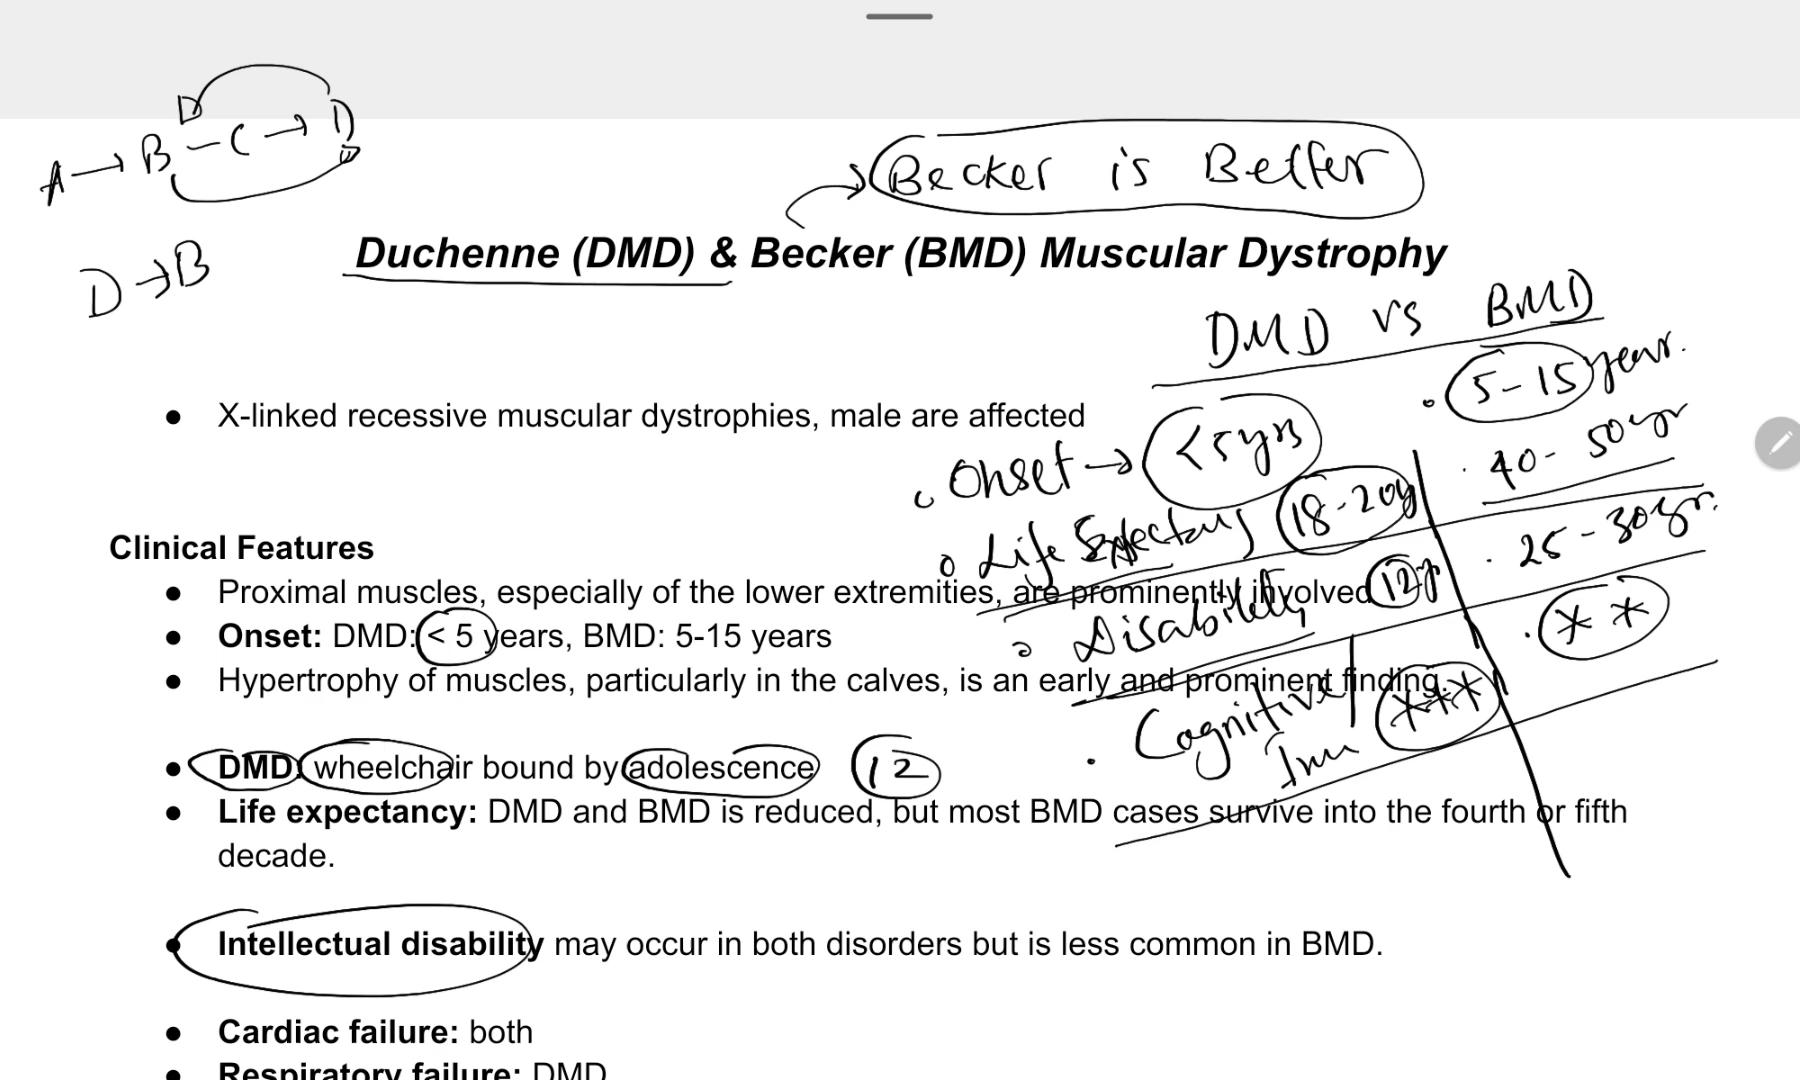 A → B – C → D
D
Becker is Better
D → B
Duchenne (DMD) & Becker (BMD) Muscular Dystrophy
DMD vs BMD
• X-linked recessive muscular dystrophies, male are affected
Onset → <5yrs
5-15 year.
Life Expectancy 18-20y
40-50 yr
Disability 12y
25-30 yr.
Cognitive/
Imm ***
**
Clinical Features
• Proximal muscles, especially of the lower extremities, are prominently involved
• Onset: DMD: < 5 years, BMD: 5-15 years
• Hypertrophy of muscles, particularly in the calves, is an early and prominent finding.
• DMD: wheelchair bound by adolescence 12
• Life expectancy: DMD and BMD is reduced, but most BMD cases survive into the fourth or fifth
decade.
• Intellectual disability may occur in both disorders but is less common in BMD.
• Cardiac failure: both
• Respiratory failure: DMD